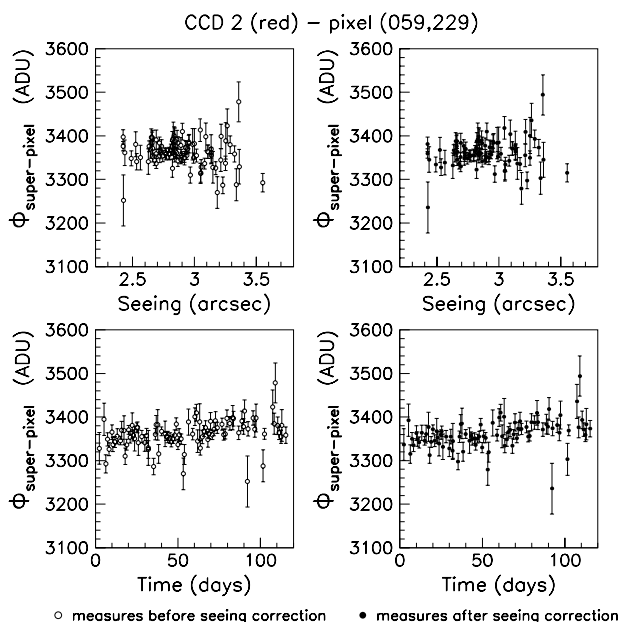 CCD 2 (red) – pixel (059,229)
ϕsuper–pixel (ADU)
3600
3500
3400
3300
3200
3100
2.5 3 3.5
Seeing (arcsec)
ϕsuper–pixel (ADU)
3600
3500
3400
3300
3200
3100
2.5 3 3.5
Seeing (arcsec)
ϕsuper–pixel (ADU)
3600
3500
3400
3300
3200
3100
0 50 100
Time (days)
ϕsuper–pixel (ADU)
3600
3500
3400
3300
3200
3100
0 50 100
Time (days)
measures before seeing correction
measures after seeing correction